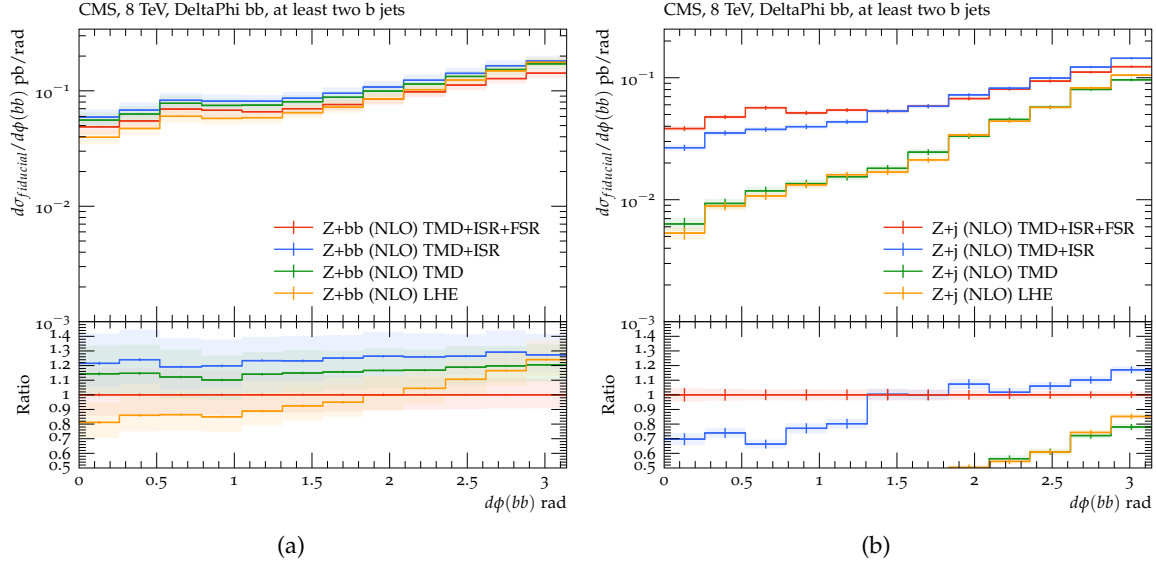 CMS, 8 TeV, DeltaPhi bb, at least two b jets
dσ_fiducial/dϕ(bb) pb/rad
10^−1
10^−2
10^−3
Z+bb (NLO) TMD+ISR+FSR
Z+bb (NLO) TMD+ISR
Z+bb (NLO) TMD
Z+bb (NLO) LHE
Ratio
1.4
1.3
1.2
1.1
1
0.9
0.8
0.7
0.6
0.5
0 0.5 1 1.5 2 2.5 3
dϕ(bb) rad
(a)
CMS, 8 TeV, DeltaPhi bb, at least two b jets
dσ_fiducial/dϕ(bb) pb/rad
10^−1
10^−2
10^−3
Z+j (NLO) TMD+ISR+FSR
Z+j (NLO) TMD+ISR
Z+j (NLO) TMD
Z+j (NLO) LHE
Ratio
1.4
1.3
1.2
1.1
1
0.9
0.8
0.7
0.6
0.5
0 0.5 1 1.5 2 2.5 3
dϕ(bb) rad
(b)